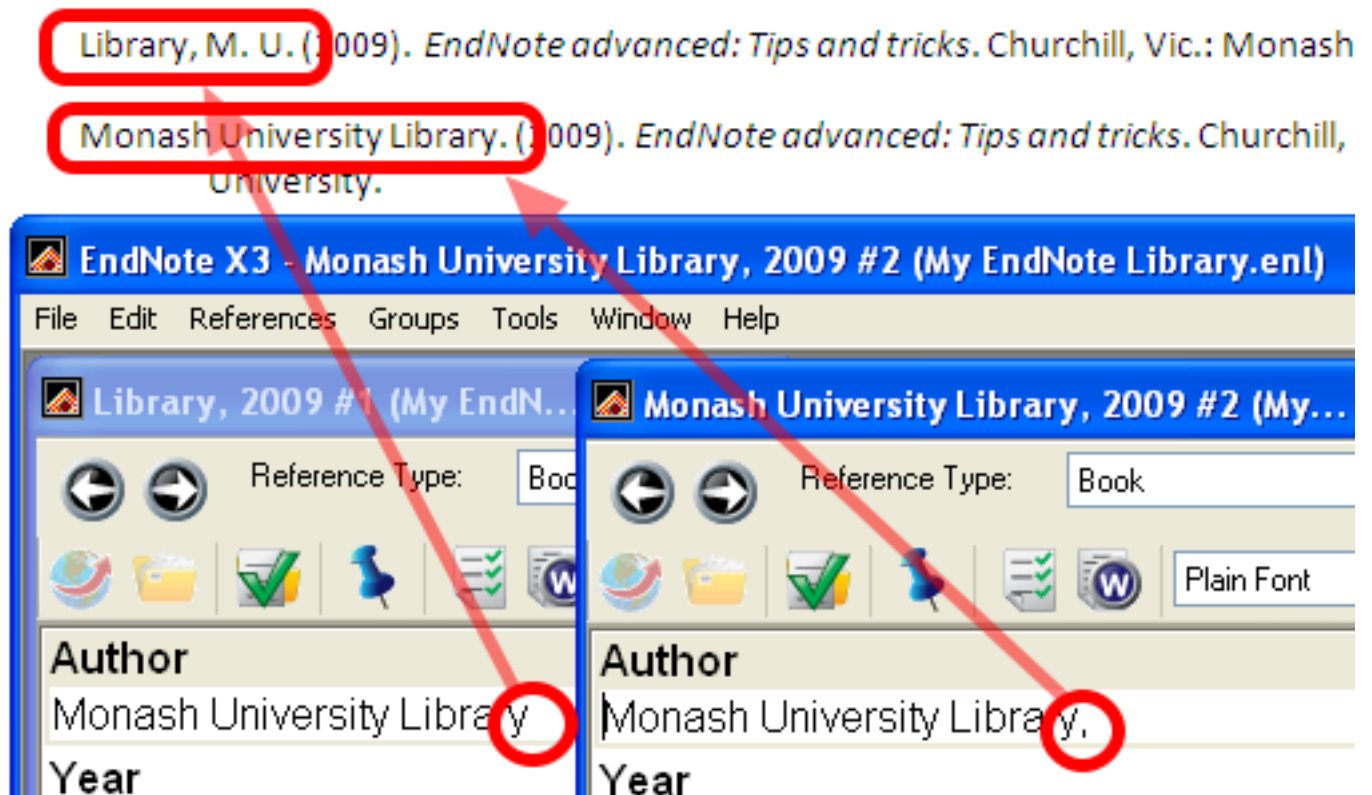 Library, M. U. (2009). EndNote advanced: Tips and tricks. Churchill, Vic.: Monash
Monash University Library. (2009). EndNote advanced: Tips and tricks. Churchill,
University.
EndNote X3 - Monash University Library, 2009 #2 (My EndNote Library.enl)
File Edit References Groups Tools Window Help
Library, 2009 #1 (My EndN...
Reference Type: Boo
W
Author
Monash University Library
Year
Monash University Library, 2009 #2 (My...
Reference Type: Book
W Plain Font
Author
Monash University Library,
Year